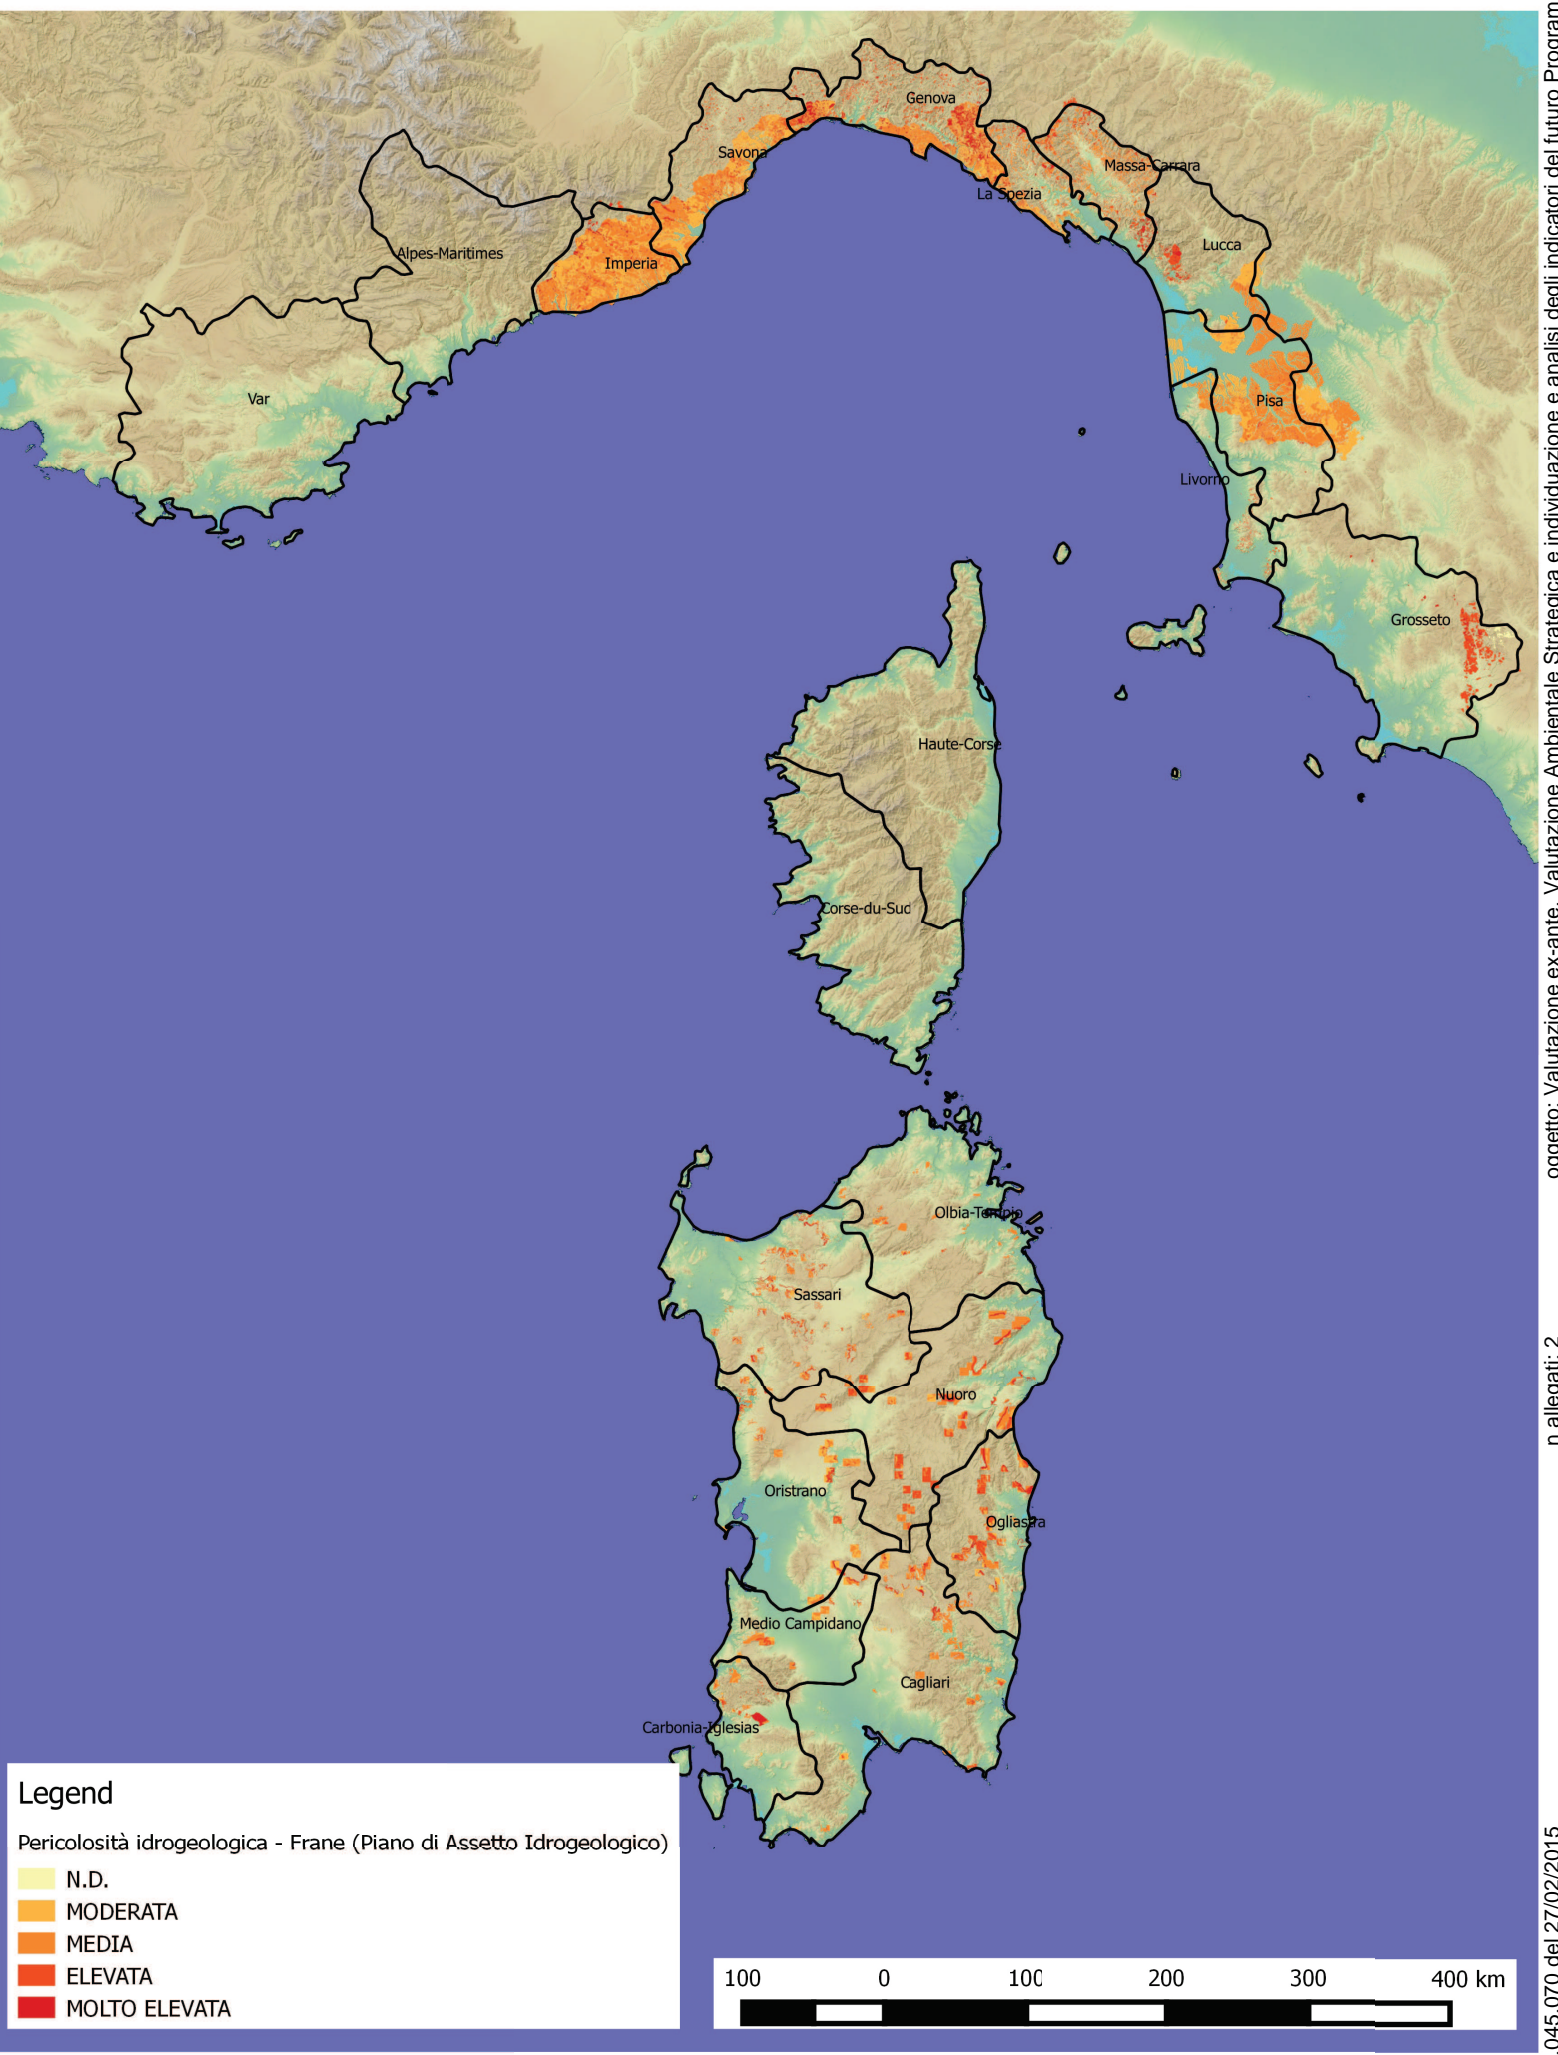 Genova
Savona
Massa-Carrara
La Spezia
Lucca
Alpes-Maritimes
Imperia
Var
Pisa
Livorno
Grosseto
Haute-Corse
Corse-du-Sud
Olbia-Tempio
Sassari
Nuoro
Oristrano
Ogliastra
Medio Campidano
Cagliari
Carbonia-Iglesias
Legend
Pericolosità idrogeologica - Frane (Piano di Assetto Idrogeologico)
N.D.
MODERATA
MEDIA
ELEVATA
MOLTO ELEVATA
100 0 100 200 300 400 km
oggetto: Valutazione ex-ante, Valutazione Ambientale Strategica e individuazione e analisi degli indicatori del futuro Program
n allegati: 2
.045.070 del 27/02/2015